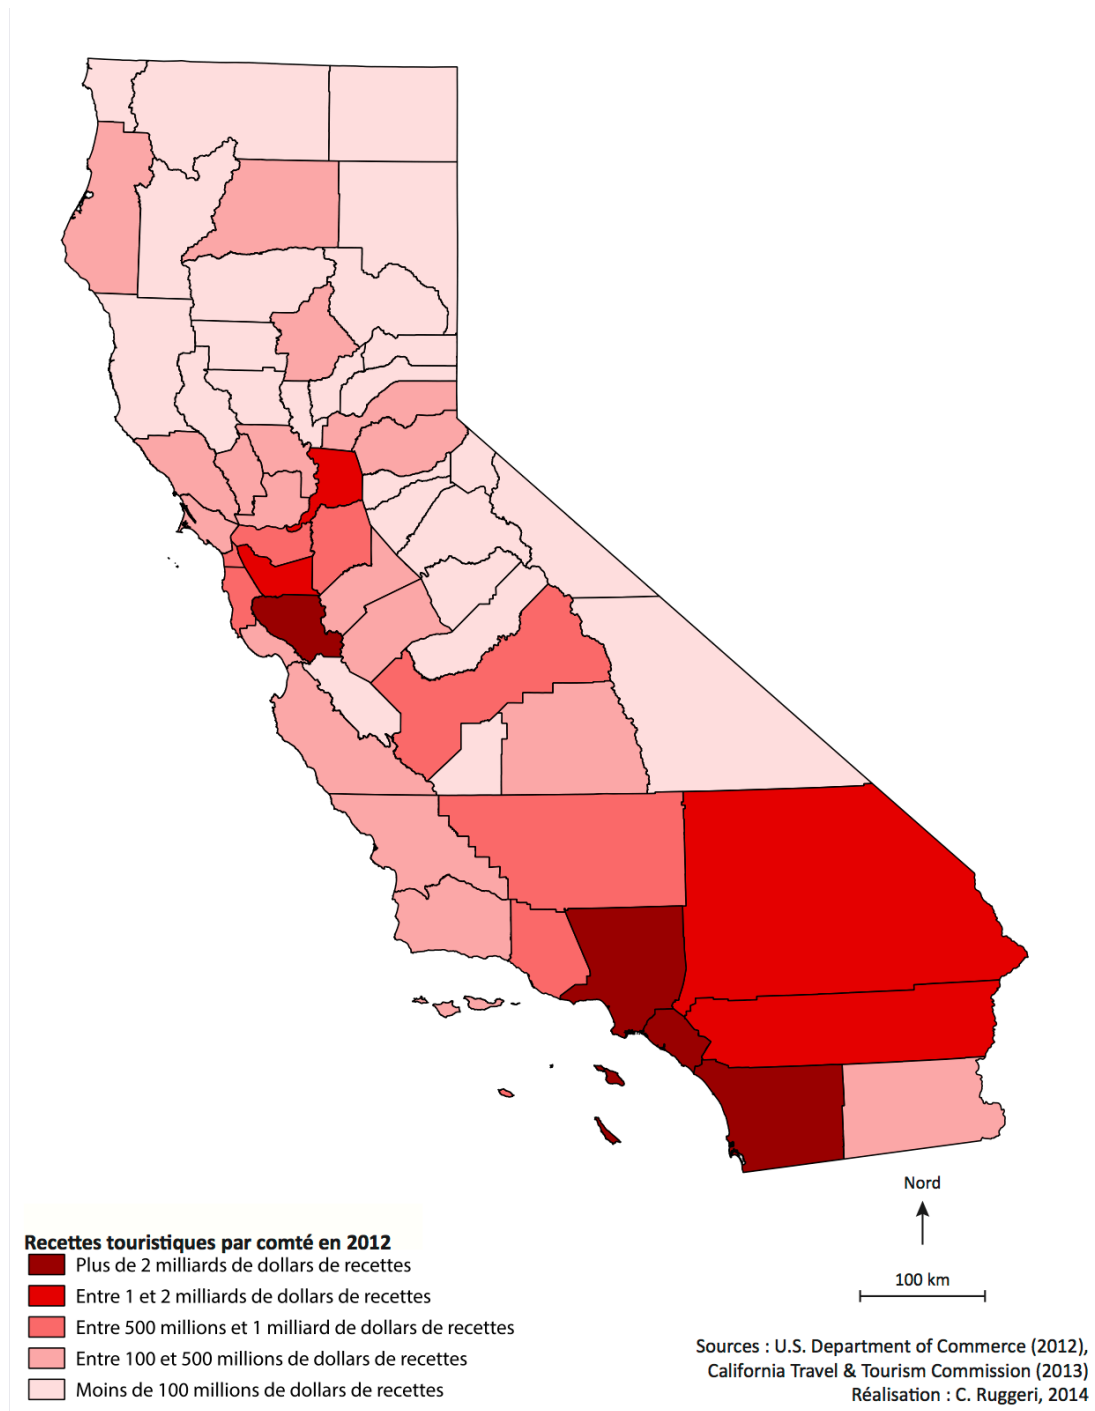 Nord
100 km
Recettes touristiques par comté en 2012
Plus de 2 milliards de dollars de recettes
Entre 1 et 2 milliards de dollars de recettes
Entre 500 millions et 1 milliard de dollars de recettes
Entre 100 et 500 millions de dollars de recettes
Moins de 100 millions de dollars de recettes
Sources : U.S. Department of Commerce (2012),
California Travel & Tourism Commission (2013)
Réalisation : C. Ruggeri, 2014